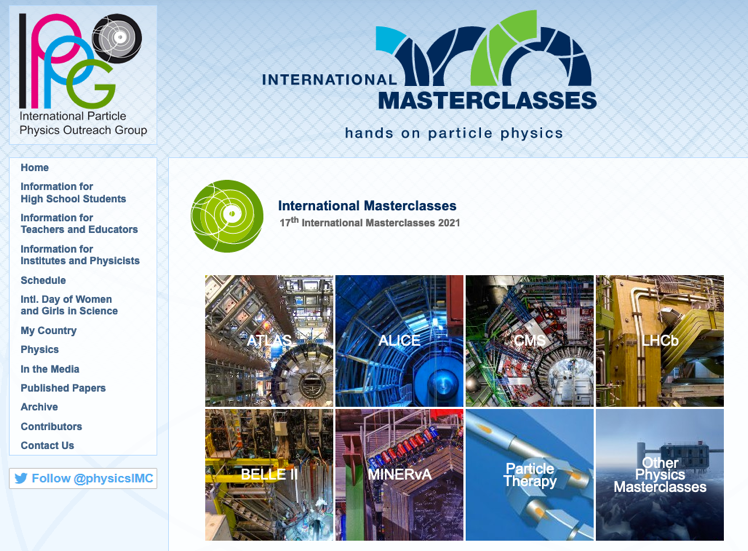 IPPOG
International Particle
Physics Outreach Group
INTERNATIONAL
MASTERCLASSES
hands on particle physics
Home
Information for
High School Students
Information for
Teachers and Educators
Information for
Institutes and Physicists
Schedule
Intl. Day of Women
and Girls in Science
My Country
Physics
In the Media
Published Papers
Archive
Contributors
Contact Us
Follow @physicsIMC
International Masterclasses
17th International Masterclasses 2021
ATLAS
ALICE
CMS
LHCb
BELLE II
MINERvA
Particle
Therapy
Other
Physics
Masterclasses